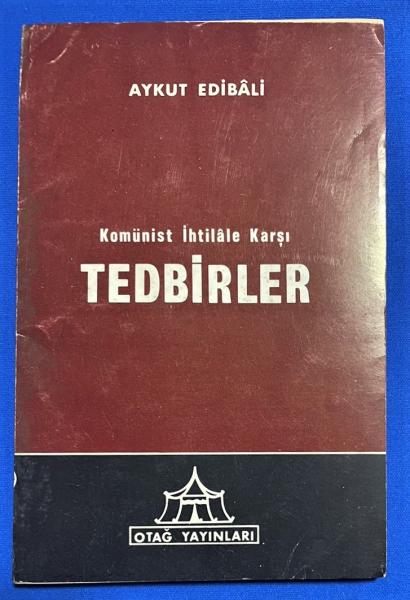 AYKUT EDİBÂLİ
Komünist İhtilâle Karşı
TEDBİRLER
OTAĞ YAYINLARI